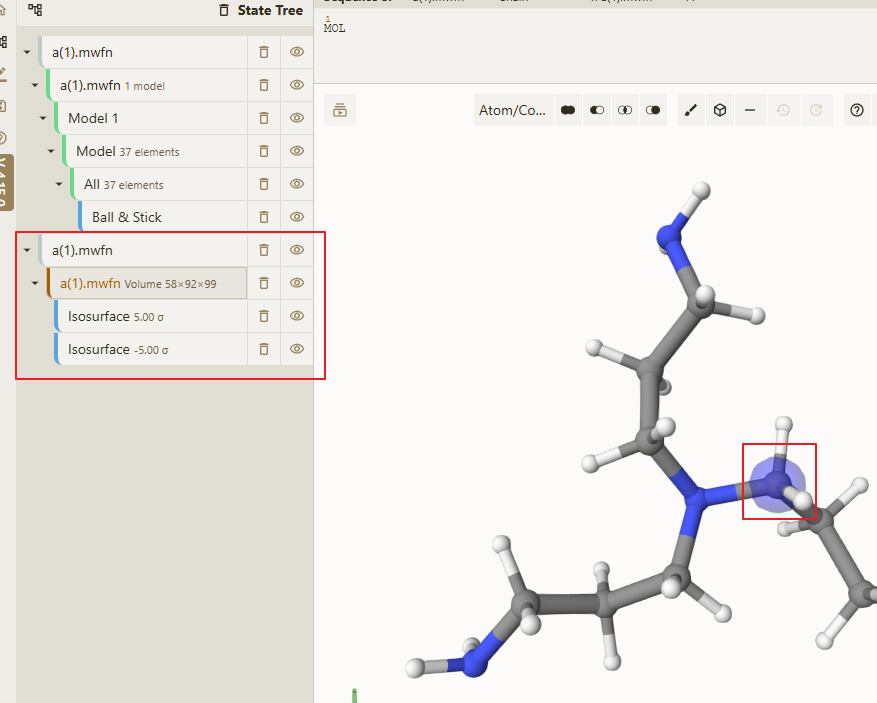 State Tree
a(1).mwfn
a(1).mwfn 1 model
Model 1
Model 37 elements
All 37 elements
Ball & Stick
a(1).mwfn
a(1).mwfn Volume 58×92×99
Isosurface 5.00 σ
Isosurface -5.00 σ
1
MOL
Atom/Co...